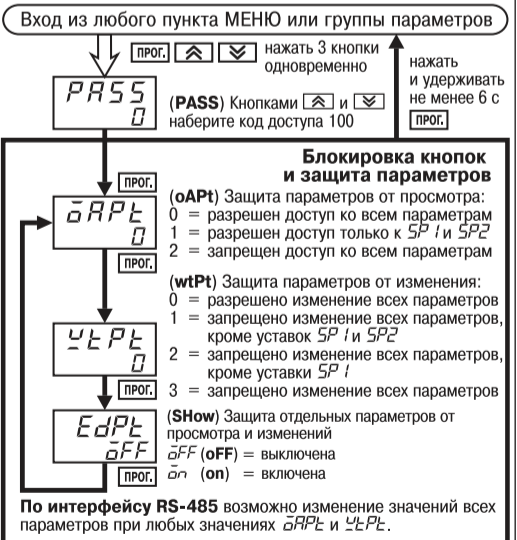 Вход из любого пункта МЕНЮ или группы параметров
ПРОГ.
нажать 3 кнопки
одновременно
нажать
и удерживать
не менее 6 с
ПРОГ.
PASS
0
(PASS) Кнопками и
наберите код доступа 100
Блокировка кнопок
и защита параметров
ПРОГ.
oAPt
0
(oAPt) Защита параметров от просмотра:
0 = разрешен доступ ко всем параметрам
1 = разрешен доступ только к SP1 и SP2
2 = запрещен доступ ко всем параметрам
ПРОГ.
(wtPt) Защита параметров от изменения:
0 = разрешено изменение всех параметров
1 = запрещено изменение всех параметров,
кроме уставок SP1 и SP2
2 = запрещено изменение всех параметров,
кроме уставки SP1
3 = запрещено изменение всех параметров
wtPt
0
ПРОГ.
EdPt
oFF
(SHow) Защита отдельных параметров от
просмотра и изменений
oFF (oFF) = выключена
on (on) = включена
ПРОГ.
По интерфейсу RS-485 возможно изменение значений всех
параметров при любых значениях oAPt и wtPt.